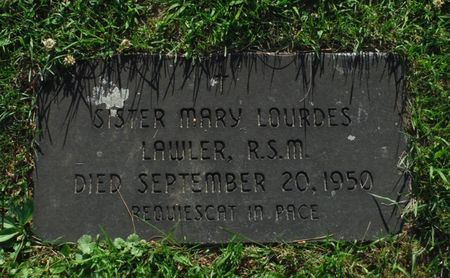 SISTER MARY LOURDES
LAWLER, R.S.M.
DIED SEPTEMBER 20, 1950
REQUIESCAT IN PACE